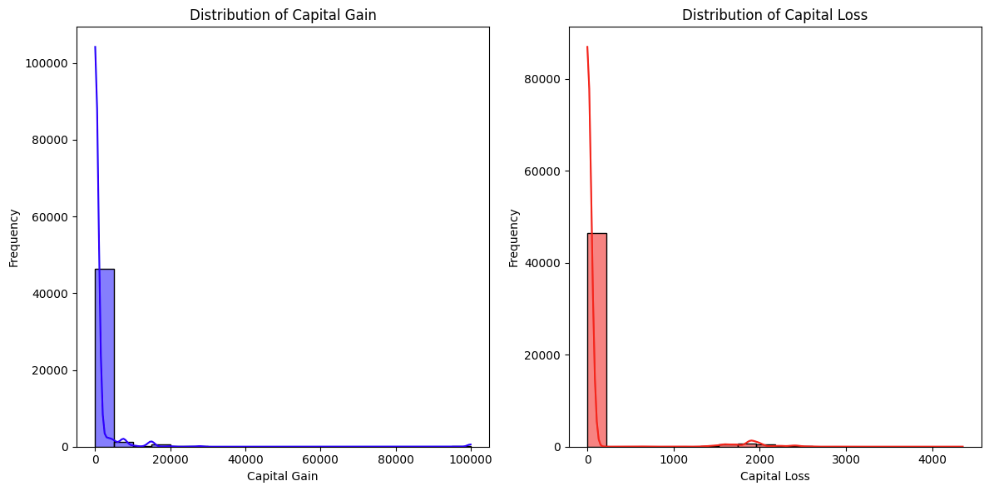 Distribution of Capital Gain
Frequency
100000
80000
60000
40000
20000
0
0 20000 40000 60000 80000 100000
Capital Gain
Distribution of Capital Loss
Frequency
80000
60000
40000
20000
0
0 1000 2000 3000 4000
Capital Loss